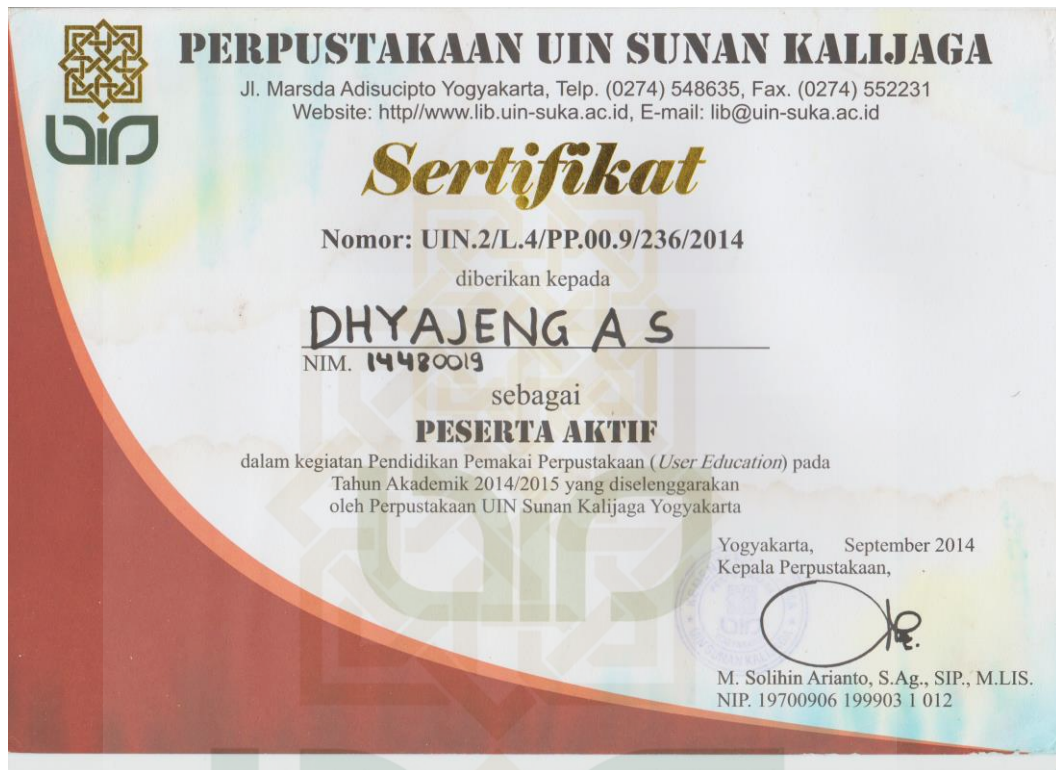 PERPUSTAKAAN UIN SUNAN KALIJAGA
Jl. Marsda Adisucipto Yogyakarta, Telp. (0274) 548635, Fax. (0274) 552231
Website: http//www.lib.uin-suka.ac.id, E-mail: lib@uin-suka.ac.id
uin
Sertifikat
Nomor: UIN.2/L.4/PP.00.9/236/2014
diberikan kepada
DHYAJENG A S
NIM. 14480019
sebagai
PESERTA AKTIF
dalam kegiatan Pendidikan Pemakai Perpustakaan (User Education) pada
Tahun Akademik 2014/2015 yang diselenggarakan
oleh Perpustakaan UIN Sunan Kalijaga Yogyakarta
Yogyakarta, September 2014
Kepala Perpustakaan,
M. Solihin Arianto, S.Ag., SIP., M.LIS.
NIP. 19700906 199903 1 012